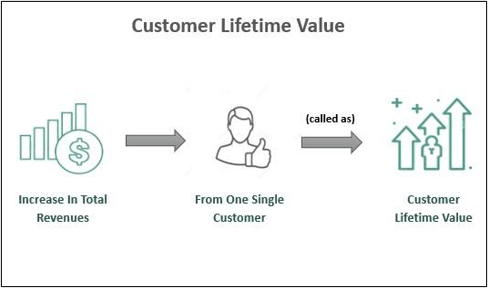 Customer Lifetime Value
(called as)
$
Increase In Total
Revenues
From One Single
Customer
Customer
Lifetime Value